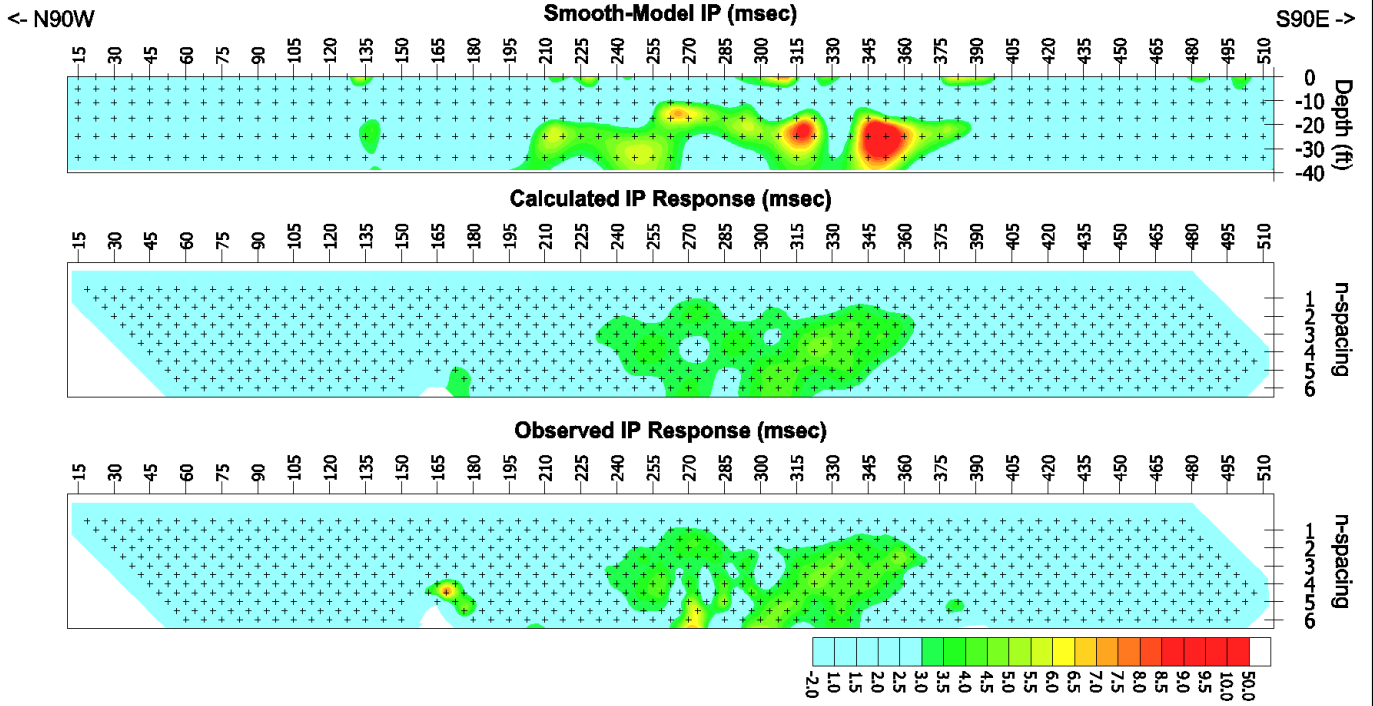 <- N90W
Smooth-Model IP (msec)
S90E ->
15 30 45 60 75 90 105 120 135 150 165 180 195 210 225 240 255 270 285 300 315 330 345 360 375 390 405 420 435 450 465 480 495 510
0
-10
-20
-30
-40
Depth (ft)
Calculated IP Response (msec)
15 30 45 60 75 90 105 120 135 150 165 180 195 210 225 240 255 270 285 300 315 330 345 360 375 390 405 420 435 450 465 480 495 510
1
2
3
4
5
6
n-spacing
Observed IP Response (msec)
15 30 45 60 75 90 105 120 135 150 165 180 195 210 225 240 255 270 285 300 315 330 345 360 375 390 405 420 435 450 465 480 495 510
1
2
3
4
5
6
n-spacing
-2.0 1.0 1.5 2.0 2.5 3.0 3.5 4.0 4.5 5.0 5.5 6.0 6.5 7.0 7.5 8.0 8.5 9.0 9.5 10.0 50.0